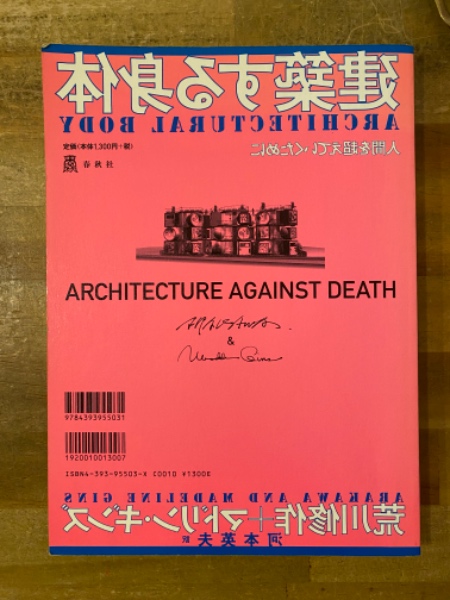 建築する身体
ARCHITECTURAL BODY
人間を超えていくために
定価(本体1,300円+税)
春秋社
ARCHITECTURE AGAINST DEATH
&
9784393955031
1920010013007
ISBN4-393-95503-X C0010 ¥1300E
ARAKAWA AND MADELINE GINS
荒川修作+マドリン・ギンズ
河本英夫 訳